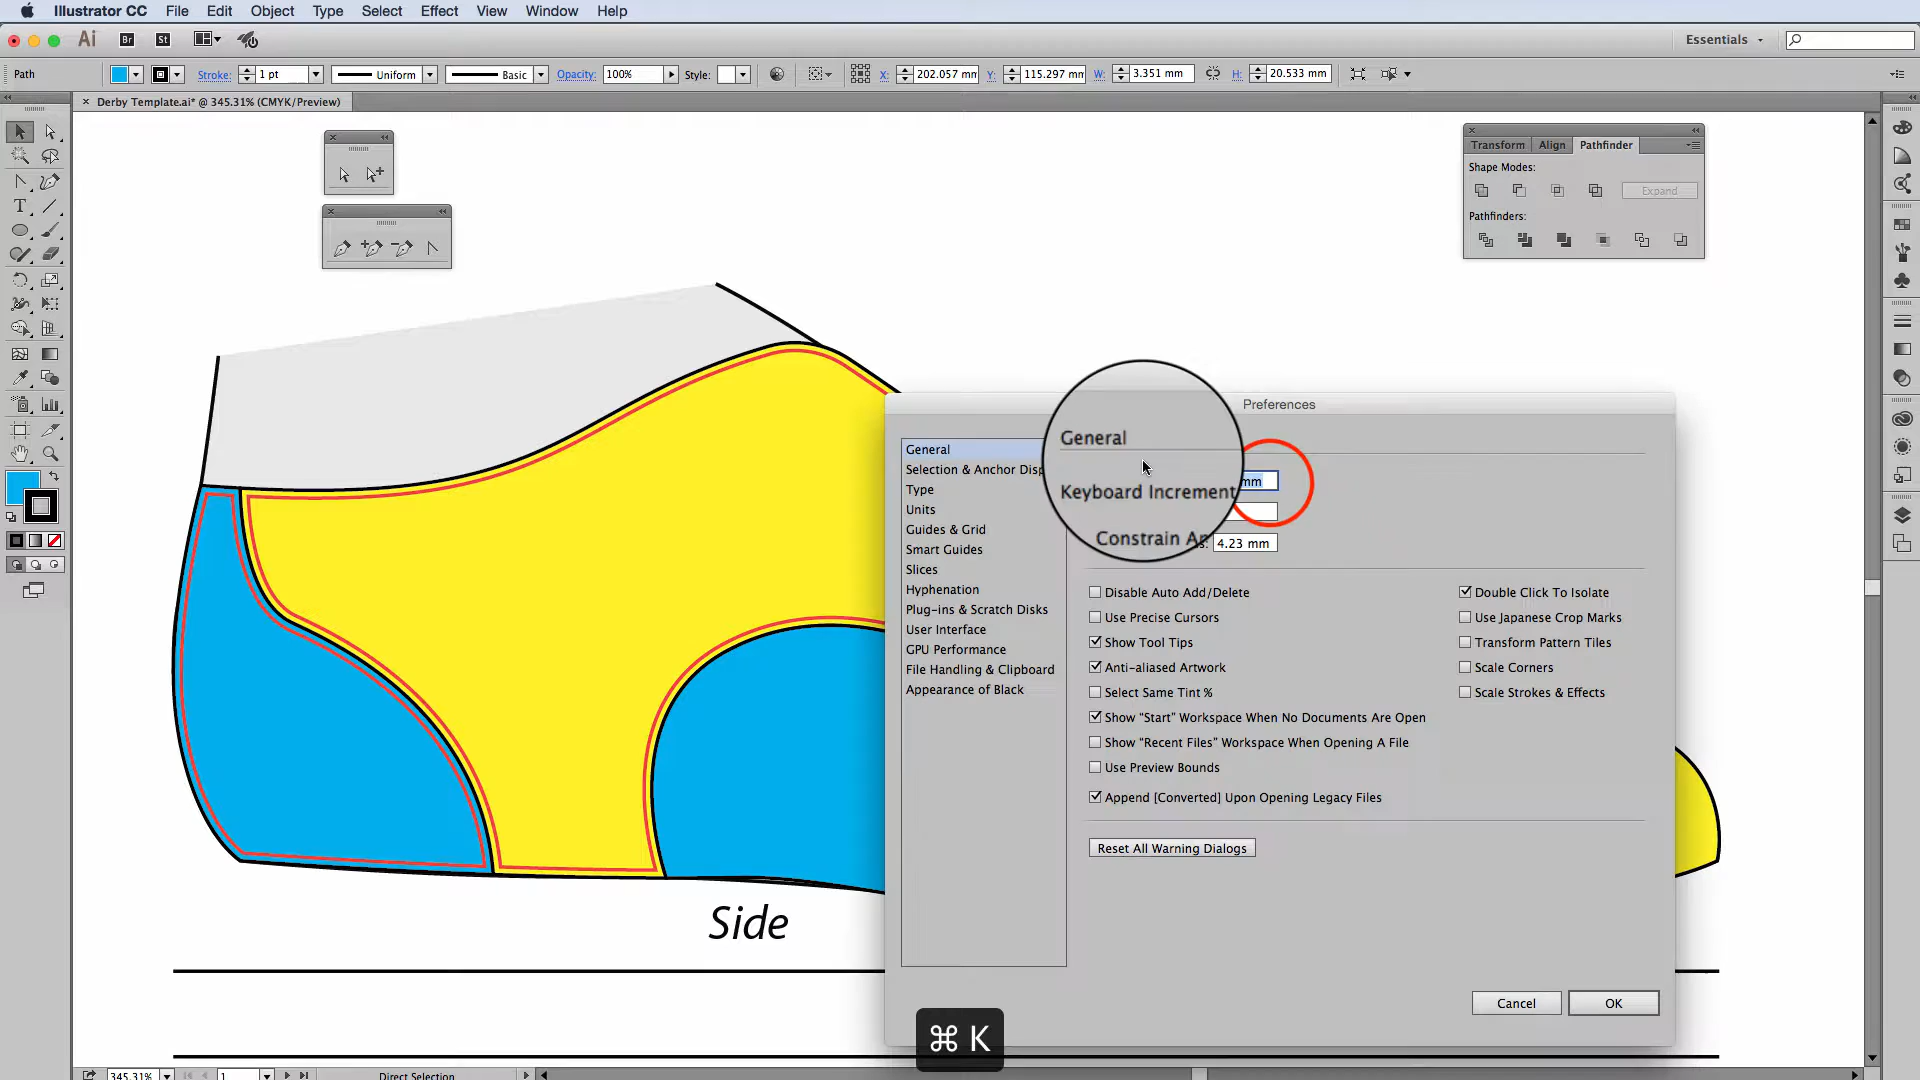 Illustrator CC File Edit Object Type Select Effect View Window Help
Ai Br St Essentials
Path Stroke: 1 pt Uniform Basic Opacity: 100% Style: X: 202.057 mm Y: 115.297 mm W: 3.351 mm H: 20.533 mm
Derby Template.ai* @ 345.31% (CMYK/Preview)
Transform Align Pathfinder
Shape Modes:
Expand
Pathfinders:
Preferences
General
General
Selection & Anchor Disp
Type
Units
Guides & Grid
Smart Guides
Slices
Hyphenation
Plug-ins & Scratch Disks
User Interface
GPU Performance
File Handling & Clipboard
Appearance of Black
Keyboard Increment
mm
Constrain An
s: 4.23 mm
Disable Auto Add/Delete
Use Precise Cursors
Show Tool Tips
Anti-aliased Artwork
Select Same Tint %
Show "Start" Workspace When No Documents Are Open
Show "Recent Files" Workspace When Opening A File
Use Preview Bounds
Append [Converted] Upon Opening Legacy Files
Double Click To Isolate
Use Japanese Crop Marks
Transform Pattern Tiles
Scale Corners
Scale Strokes & Effects
Reset All Warning Dialogs
Cancel OK
Side
⌘ K
345.31% 1 Direct Selection